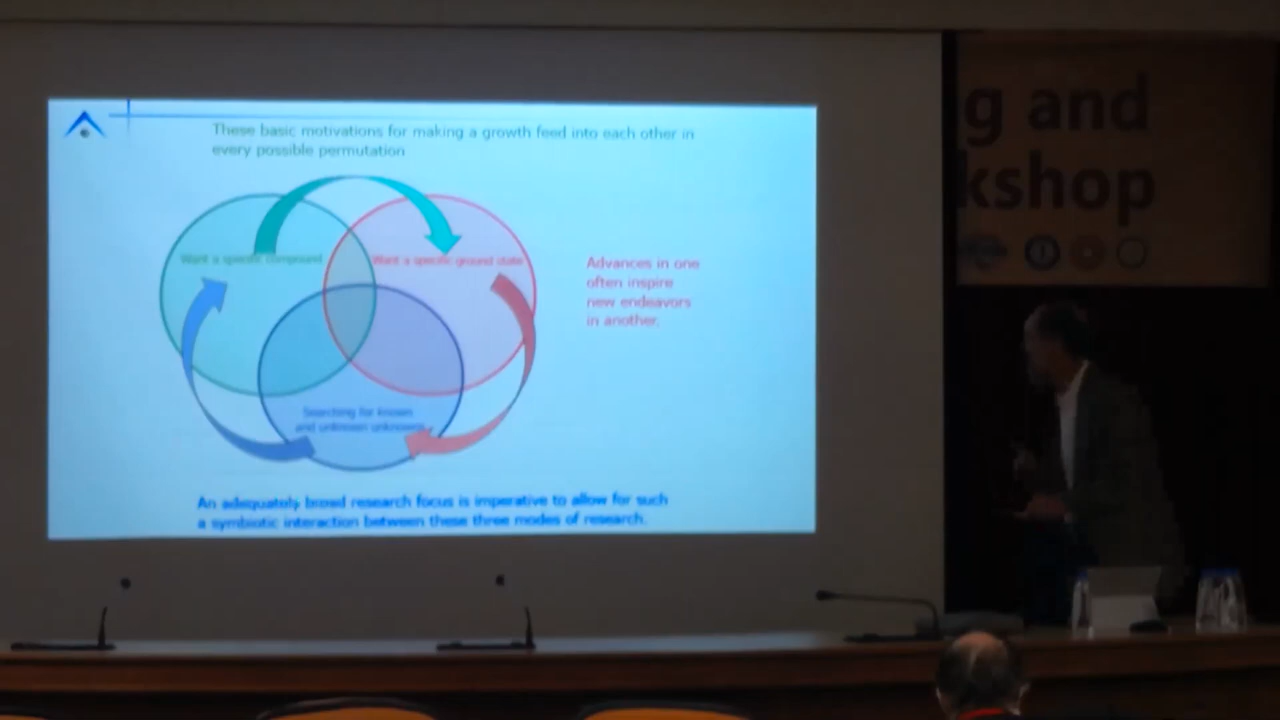 g and
kshop
These basic motivations for making a growth feed into each other in
every possible permutation
Want a specific compound
Want a specific ground state
Advances in one
often inspire
new endeavors
in another.
Searching for known
and unknown unknowns
An adequately broad research focus is imperative to allow for such
a symbiotic interaction between these three modes of research.